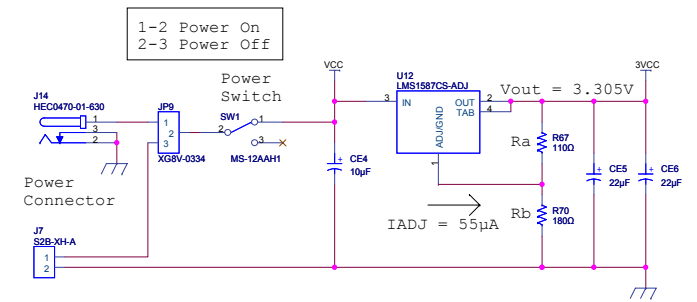 1-2 Power On
2-3 Power Off
J14
HEC0470-01-630
1
3
2
JP9
1
2
3
XG8V-0334
Power
Switch
SW1
2
1
3
MS-12AAH1
VCC
CE4
10µF
U12
LMS1587CS-ADJ
3
IN
OUT
TAB
2
4
ADJ/GND
1
Vout = 3.305V
3VCC
Ra
R67
110Ω
Rb
R70
180Ω
IADJ = 55µA
CE5
22µF
CE6
22µF
Power
Connector
J7
S2B-XH-A
1
2